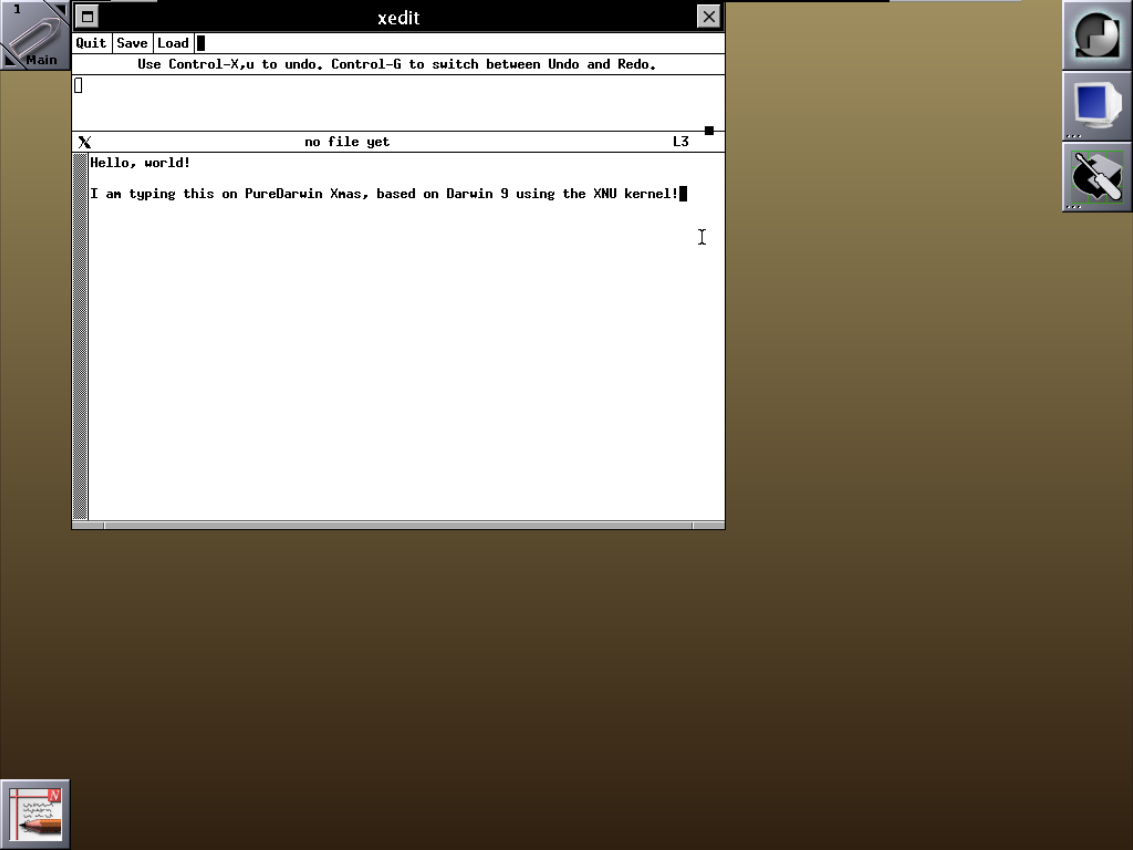 1
Main
xedit
Quit Save Load
Use Control-X,u to undo. Control-G to switch between Undo and Redo.
X no file yet L3
Hello, world!
I am typing this on PureDarwin Xmas, based on Darwin 9 using the XNU kernel!
N